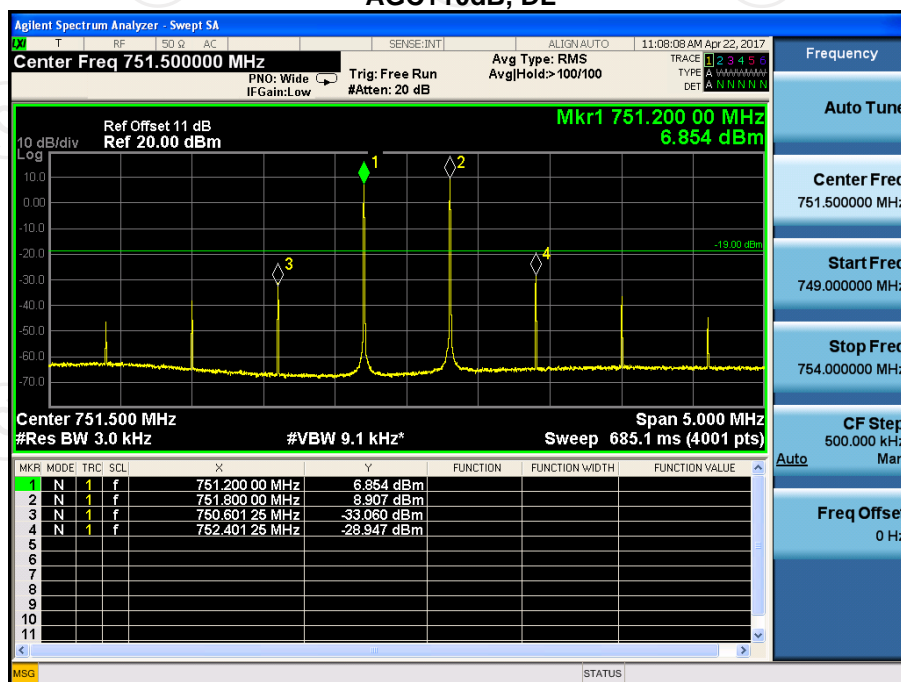 AGC+10dB, DL
Agilent Spectrum Analyzer - Swept SA
LXI T RF 50 Ω AC SENSE:INT ALIGN AUTO 11:08:08 AM Apr 22, 2017
Center Freq 751.500000 MHz
PNO: Wide
IFGain:Low
Trig: Free Run
#Atten: 20 dB
Avg Type: RMS
Avg|Hold:>100/100
TRACE 1 2 3 4 5 6
TYPE A WWWWW
DET A N N N N N
Mkr1 751.200 00 MHz
6.854 dBm
10 dB/div
Log
Ref Offset 11 dB
Ref 20.00 dBm
10.0
0.00
-10.0
-20.0
-30.0
-40.0
-50.0
-60.0
-70.0
1
2
3
4
-19.00 dBm
Center 751.500 MHz
Span 5.000 MHz
#Res BW 3.0 kHz
#VBW 9.1 kHz*
Sweep 685.1 ms (4001 pts)
MKR MODE TRC SCL X Y FUNCTION FUNCTION WIDTH FUNCTION VALUE
1 N 1 f 751.200 00 MHz 6.854 dBm
2 N 1 f 751.800 00 MHz 8.907 dBm
3 N 1 f 750.601 25 MHz -33.060 dBm
4 N 1 f 752.401 25 MHz -28.947 dBm
5
6
7
8
9
10
11
MSG
STATUS
Frequency
Auto Tune
Center Freq
751.500000 MHz
Start Freq
749.000000 MHz
Stop Freq
754.000000 MHz
CF Step
500.000 kHz
Auto Man
Freq Offset
0 Hz